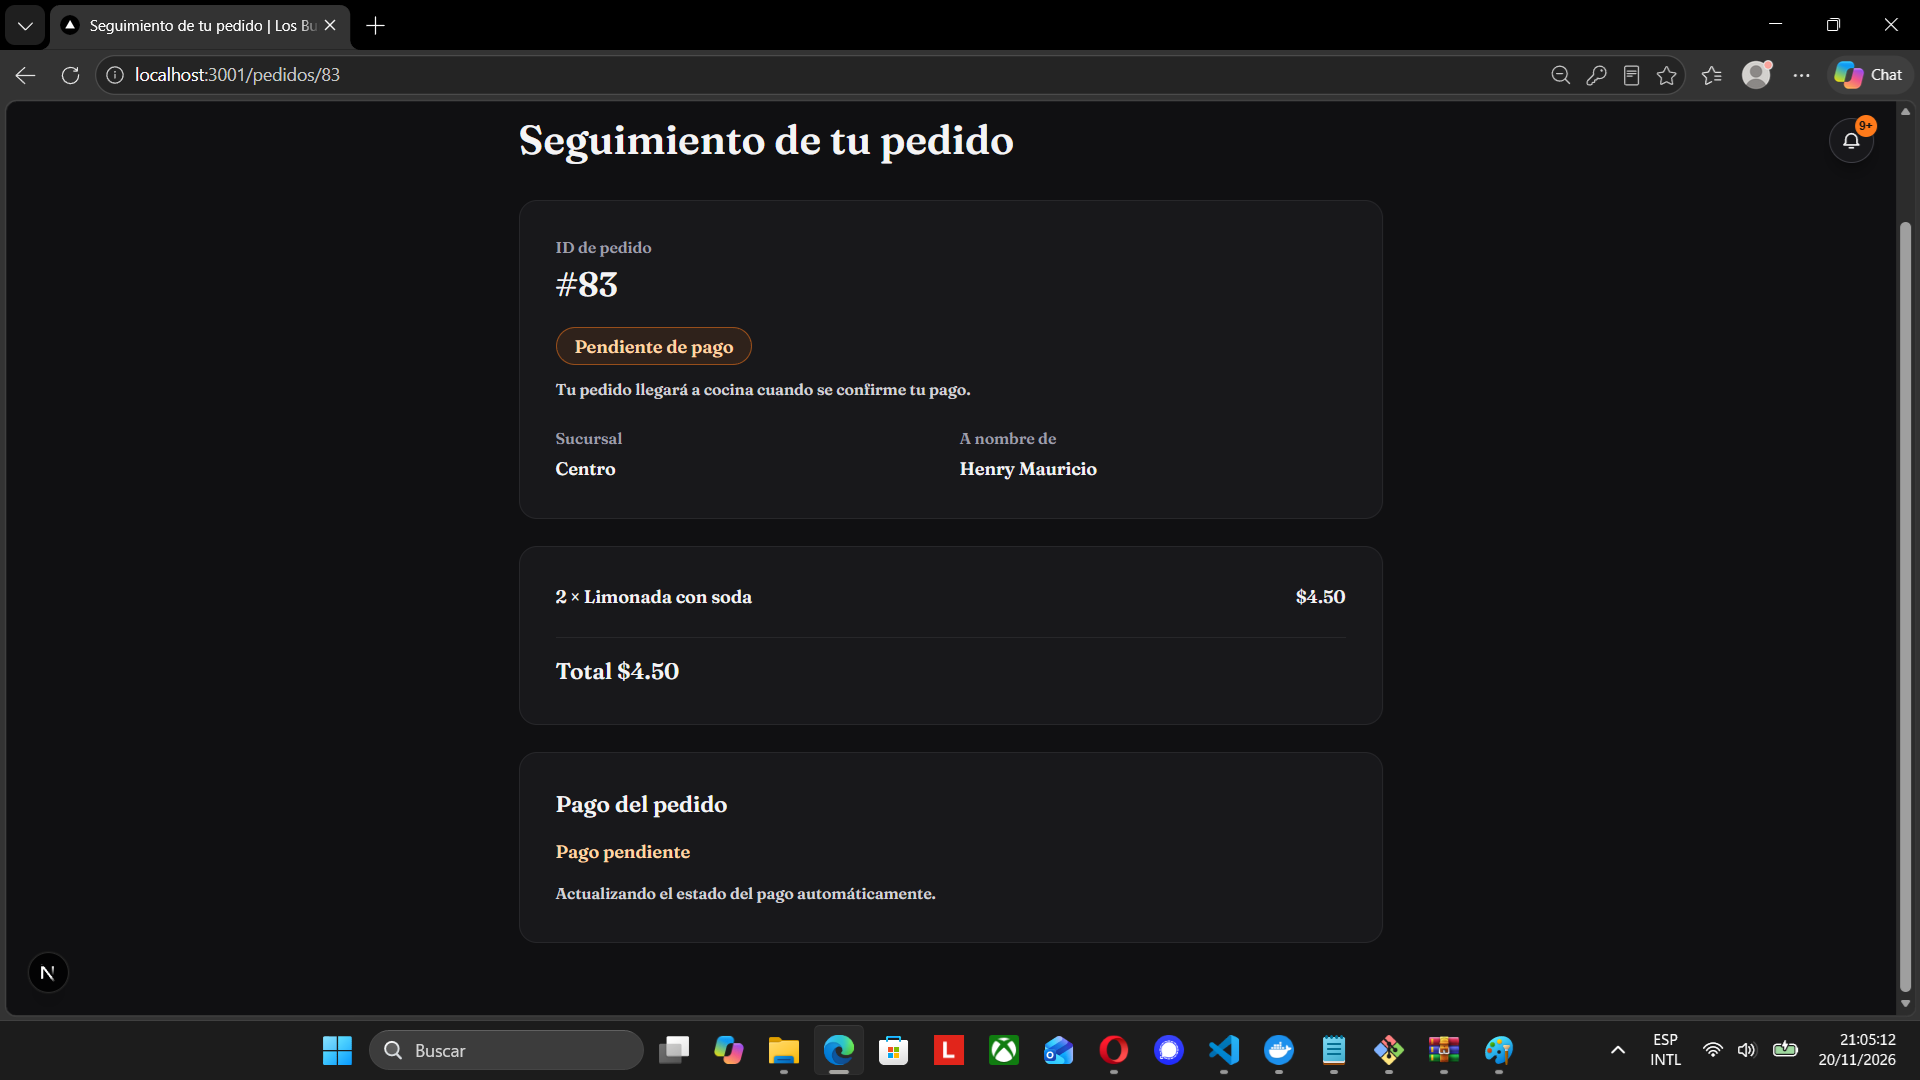 Seguimiento de tu pedido | Los Bu
localhost:3001/pedidos/83
Chat
Seguimiento de tu pedido
9+
ID de pedido
#83
Pendiente de pago
Tu pedido llegará a cocina cuando se confirme tu pago.
Sucursal
A nombre de
Centro
Henry Mauricio
2 × Limonada con soda
$4.50
Total $4.50
Pago del pedido
Pago pendiente
Actualizando el estado del pago automáticamente.
N
Buscar
L
ESP
INTL
21:05:12
20/11/2026